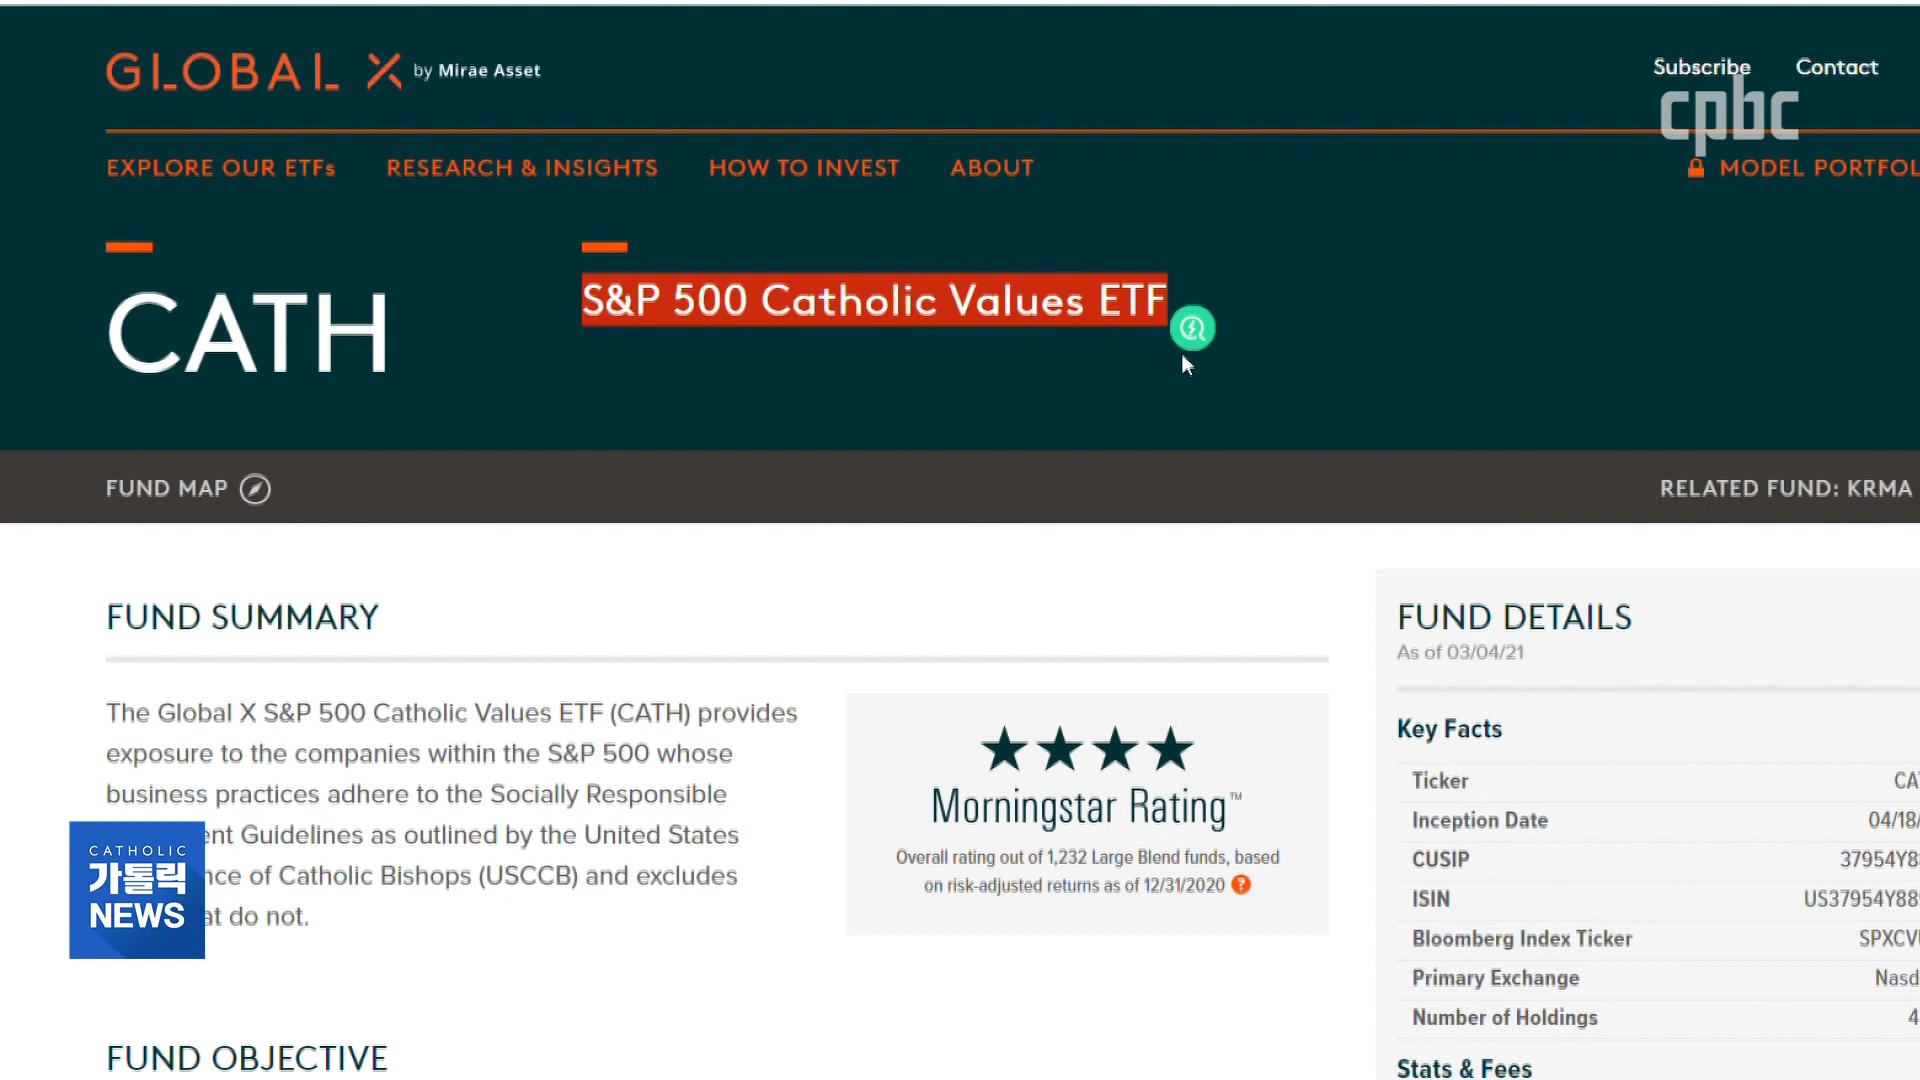 GLOBAL X by Mirae Asset
Subscribe Contact
cpbc
EXPLORE OUR ETFs RESEARCH & INSIGHTS HOW TO INVEST ABOUT
MODEL
CATH
S&P 500 Catholic Values ETF
FUND MAP
RELATED FUND: KRMA
FUND SUMMARY
The Global X S&P 500 Catholic Values ETF (CATH) provides
exposure to the companies within the S&P 500 whose
business practices adhere to the Socially Responsible
Guidelines as outlined by the United States
of Catholic Bishops (USCCB) and excludes
do not.
CATHOLIC
가톨릭
NEWS
★★★★
Morningstar Rating™
Overall rating out of 1,232 Large Blend funds, based
on risk-adjusted returns as of 12/31/2020 ?
FUND OBJECTIVE
FUND DETAILS
As of 03/04/21
Key Facts
Ticker
Inception Date
CUSIP
ISIN
Bloomberg Index Ticker
Primary Exchange
Number of Holdings
Stats & Fees